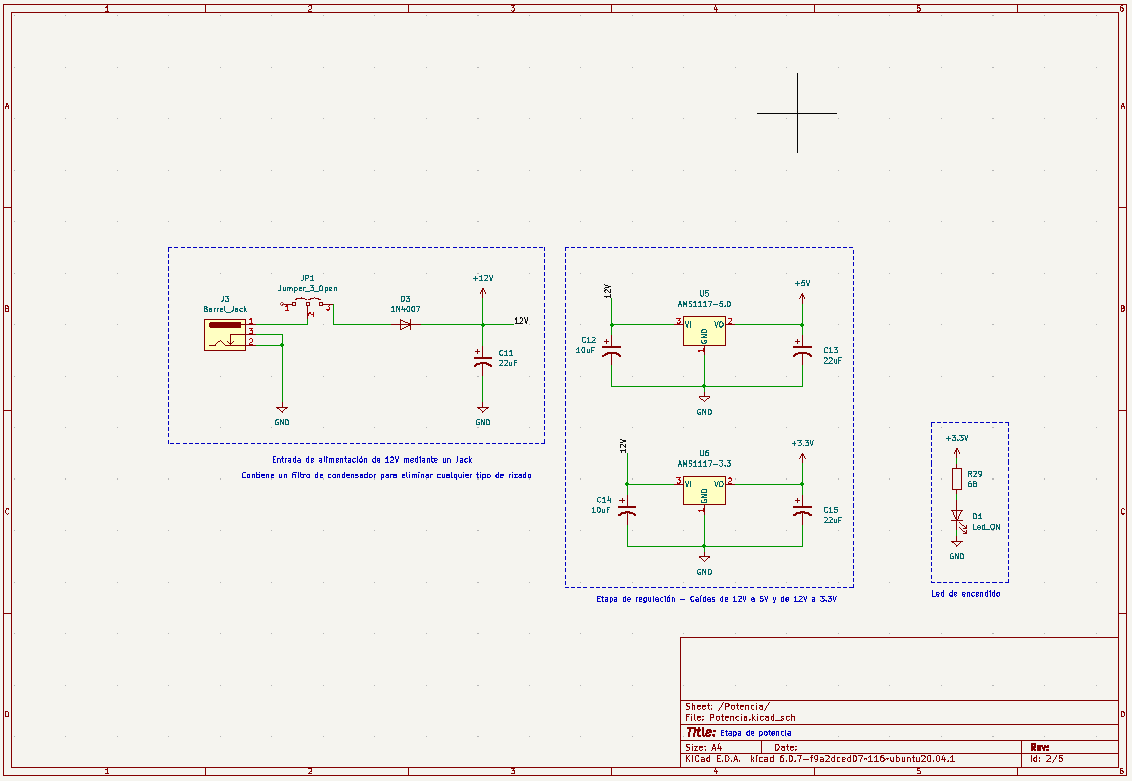 1 2 3 4 5 6
A A
B B
C C
D D
1 2 3 4 5 6
J3
Barrel_Jack
1
3
2
JP1
Jumper_3_Open
1
2
3
D3
1N4007
+12V
12V
C11
22uF
GND
GND
Entrada de alimentación de 12V mediante un Jack
Contiene un filtro de condensador para eliminar cualquier tipo de rizado
12V
C12
10uF
U5
AMS1117-5.0
3 VI VO 2
GND
1
+5V
C13
22uF
GND
12V
C14
10uF
U6
AMS1117-3.3
3 VI VO 2
GND
1
+3.3V
C15
22uF
GND
Etapa de regulación - Caídas de 12V a 5V y de 12V a 3.3V
+3.3V
R29
68
D1
Led_ON
GND
Led de encendido
Sheet: /Potencia/
File: Potencia.kicad_sch
Title: Etapa de potencia
Size: A4 Date: Rev:
KiCad E.D.A. kicad 6.0.7-f9a2dced07~116~ubuntu20.04.1 Id: 2/5